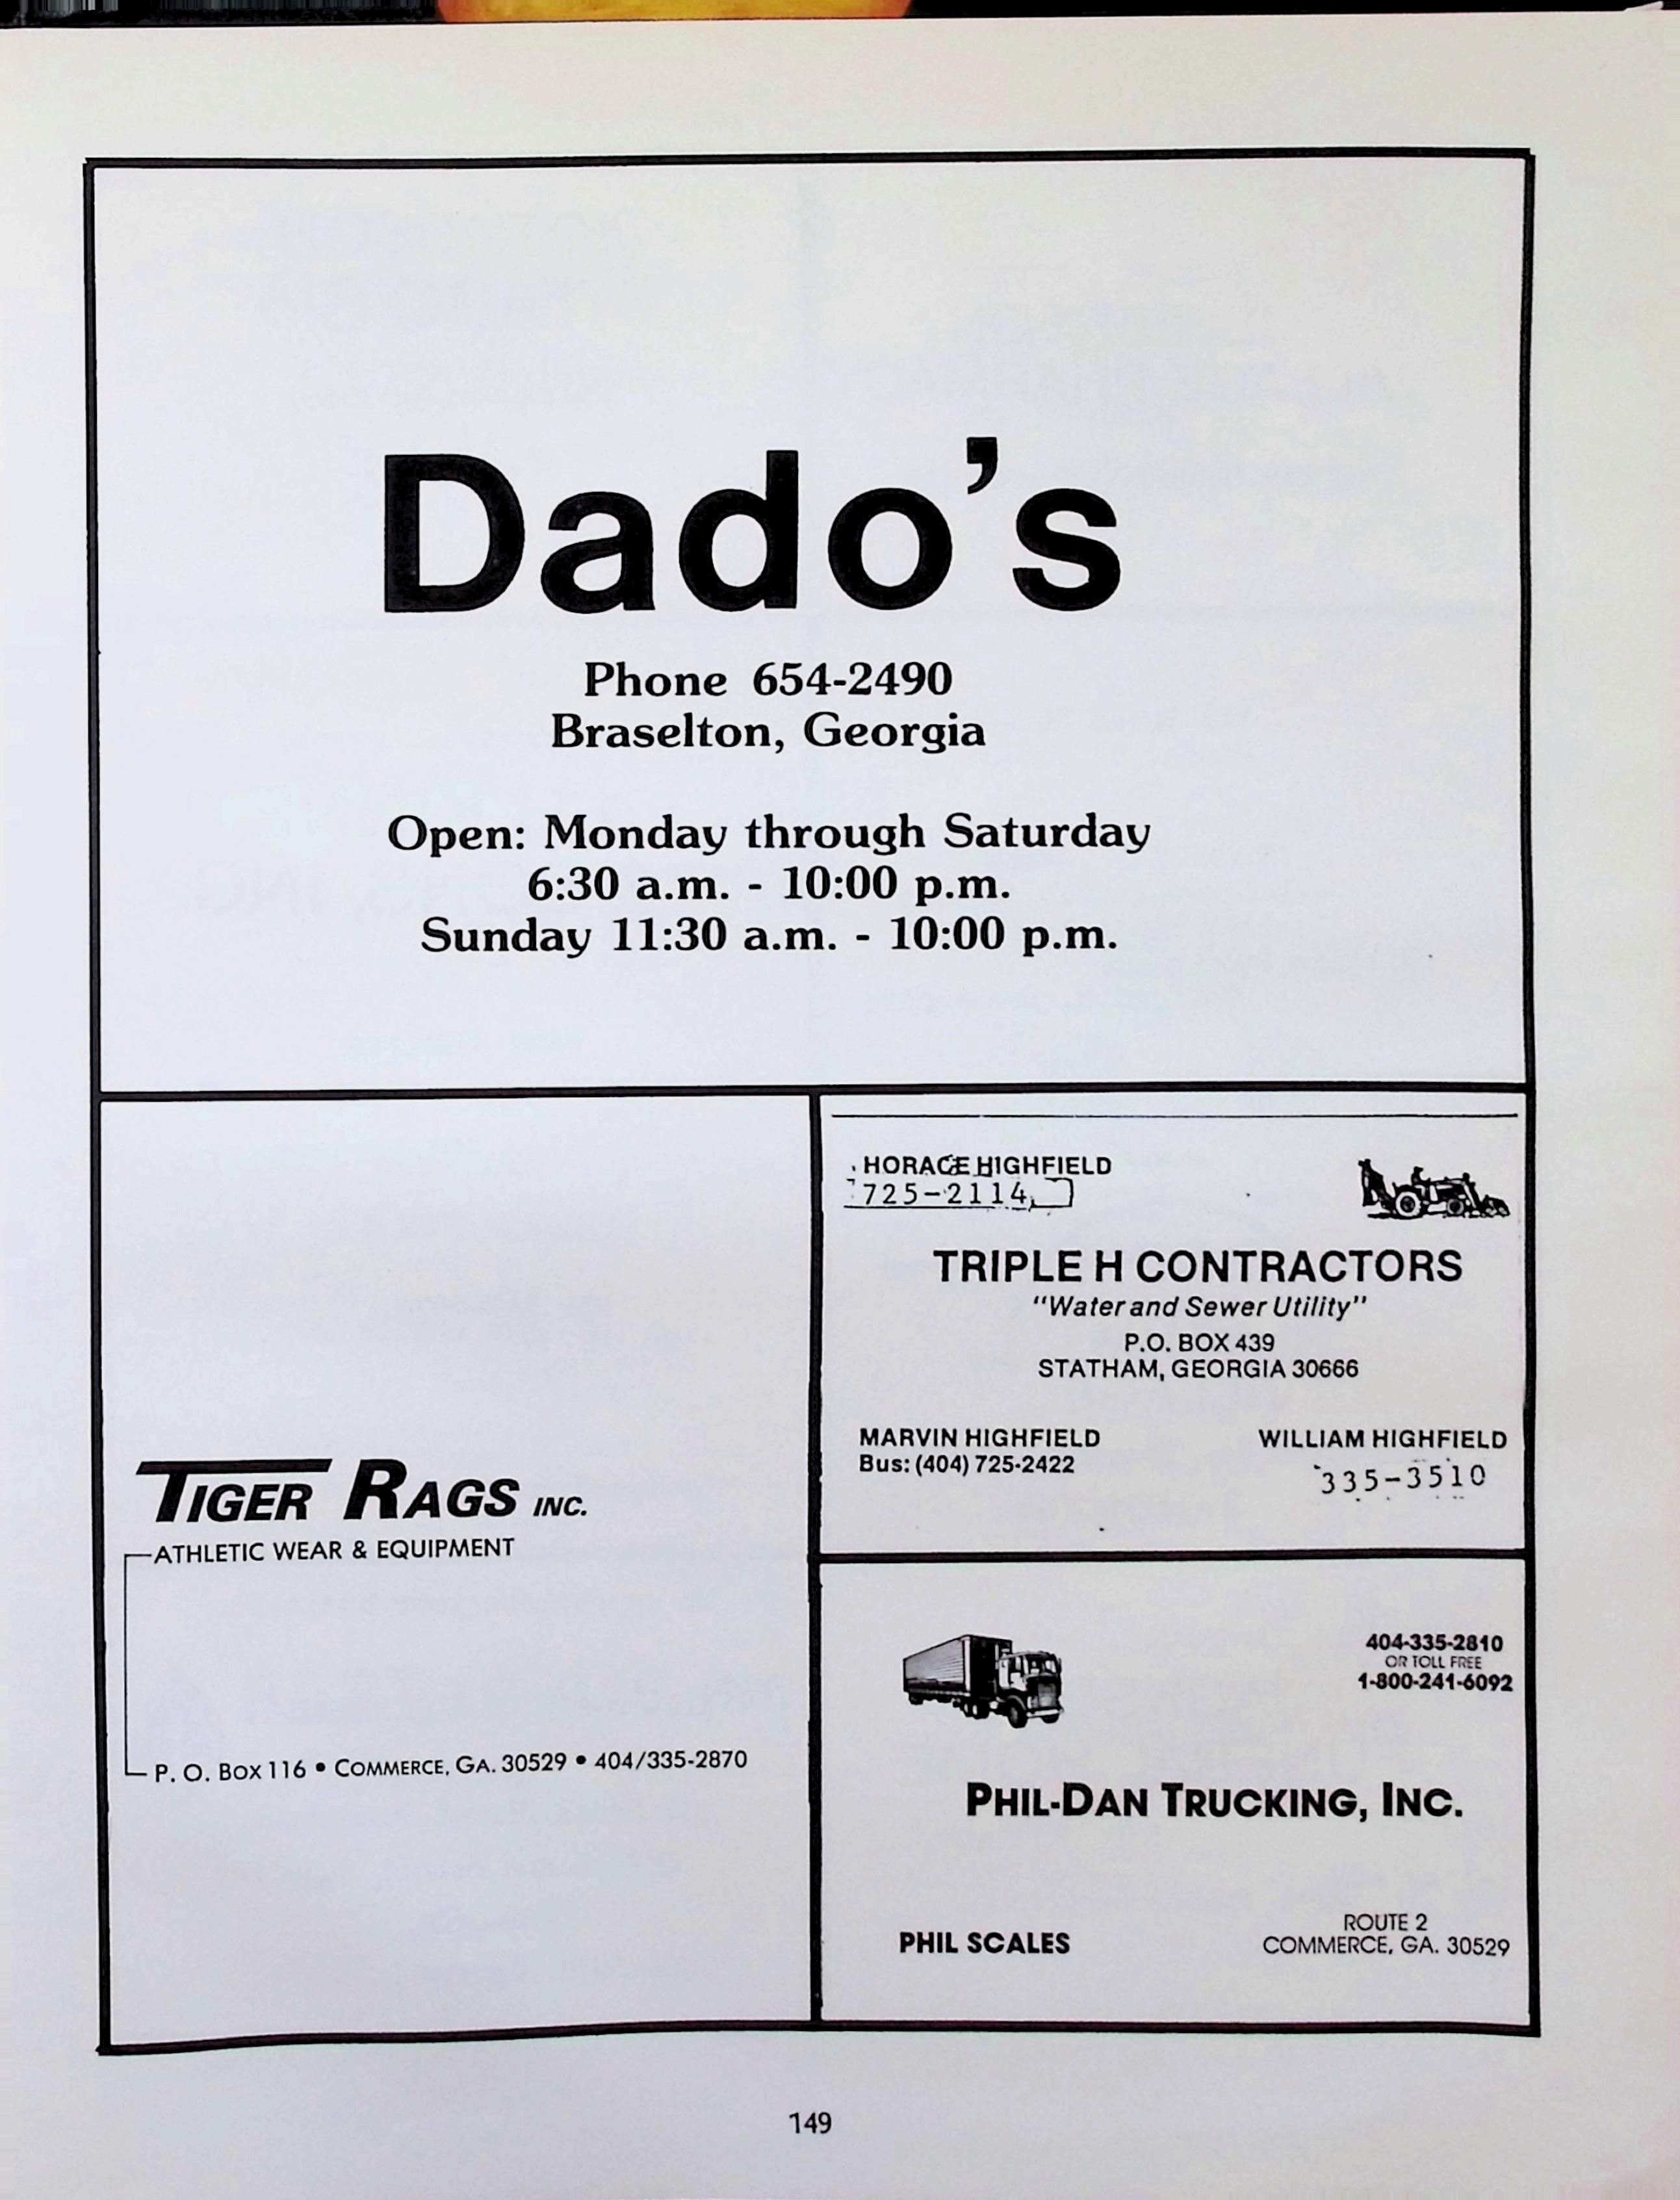 Dado's
Phone 654-2490
Braselton, Georgia
Open: Monday through Saturday
6:30 a.m. - 10:00 p.m.
Sunday 11:30 a.m. - 10:00 p.m.
TIGER RAGS INC.
ATHLETIC WEAR & EQUIPMENT
P. O. BOX 116 • COMMERCE, GA. 30529 • 404/335-2870
HORACE HIGHFIELD
725-2114
TRIPLE H CONTRACTORS
"Water and Sewer Utility"
P.O. BOX 439
STATHAM, GEORGIA 30666
MARVIN HIGHFIELD
Bus: (404) 725-2422
WILLIAM HIGHFIELD
335-3510
404-335-2810
OR TOLL FREE
1-800-241-6092
PHIL-DAN TRUCKING, INC.
PHIL SCALES
ROUTE 2
COMMERCE, GA. 30529
149